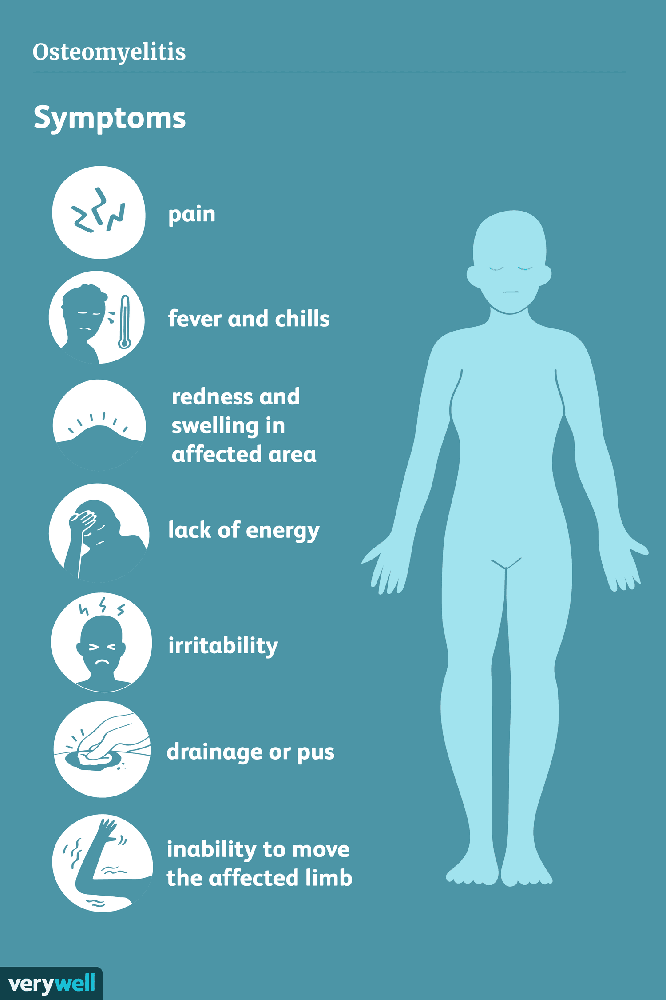 Osteomyelitis
Symptoms
pain
fever and chills
redness and
swelling in
affected area
lack of energy
irritability
drainage or pus
inability to move
the affected limb
verywell